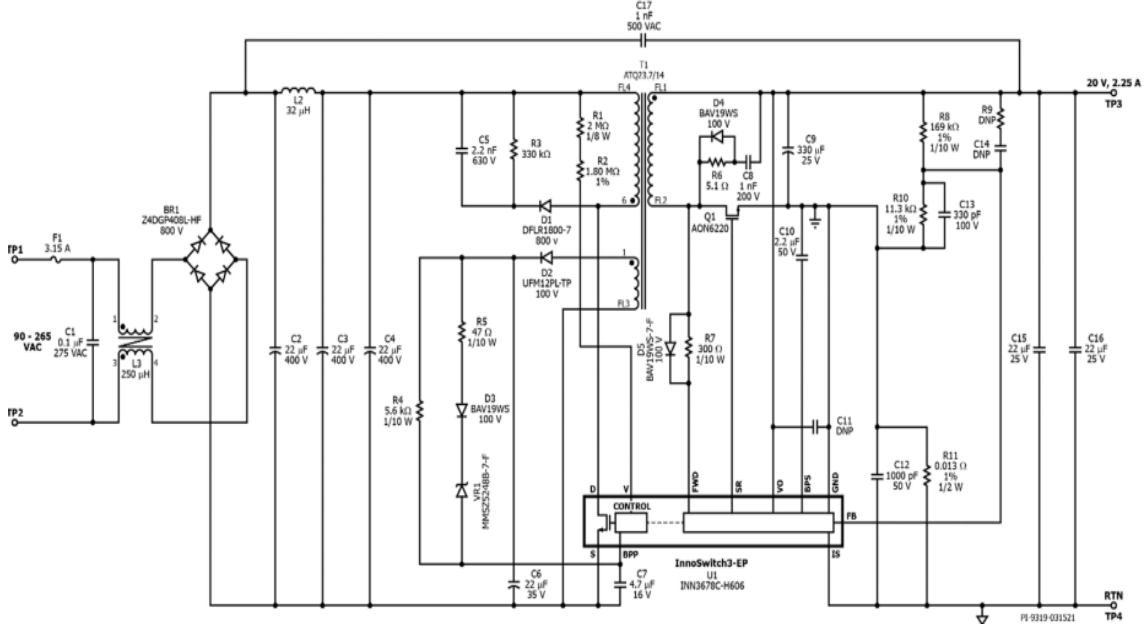 C17
1 nF
500 VAC
T1
ATQ23.7/14
L2
32 µH
FL4
FL1
20 V, 2.25 A
TP3
C5
2.2 nF
630 V
R3
330 kΩ
R1
2 MΩ
1/8 W
R2
1.80 MΩ
1%
D4
BAV19WS
100 V
R6
5.1 Ω
C8
1 nF
200 V
C9
330 µF
25 V
R8
169 kΩ
1%
1/10 W
R9
DNP
C14
DNP
BR1
Z4DGP408L-HF
800 V
D1
DFLR1800-7
800 v
6
FL2
Q1
AON6220
C10
2.2 µF
50 V
R10
11.3 kΩ
1%
1/10 W
C13
330 pF
100 V
F1
3.15 A
TP1
D2
UFM12PL-TP
100 V
1
FL3
90 - 265
VAC
C1
0.1 µF
275 VAC
1
2
3
4
L3
250 µH
TP2
C2
22 µF
400 V
C3
22 µF
400 V
C4
22 µF
400 V
R5
47 Ω
1/10 W
R4
5.6 kΩ
1/10 W
D3
BAV19WS
100 V
VR1
MMSZ5248B-7-F
D5
BAV19WS-7-F
100 V
R7
300 Ω
1/10 W
C11
DNP
C15
22 µF
25 V
C16
22 µF
25 V
C12
1000 pF
50 V
R11
0.013 Ω
1%
1/2 W
D
V
FWD
SR
VO
BPS
GND
CONTROL
FB
S
BPP
IS
InnoSwitch3-EP
U1
INN3678C-H606
C6
22 µF
35 V
C7
4.7 µF
16 V
RTN
TP4
PI-9319-031521